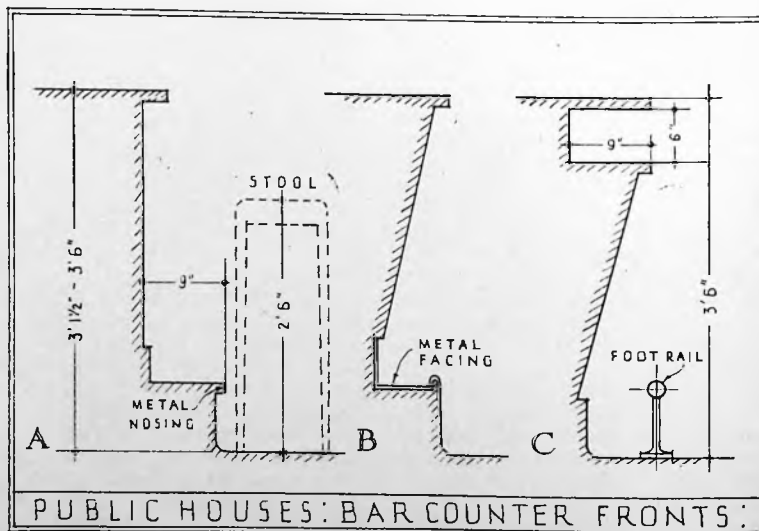 STOOL
9"
6"
3'1½" - 3'6"
9"
2'6"
3'6"
METAL
FACING
FOOT RAIL
METAL
NOSING
A
B
C
PUBLIC HOUSES: BAR COUNTER FRONTS: